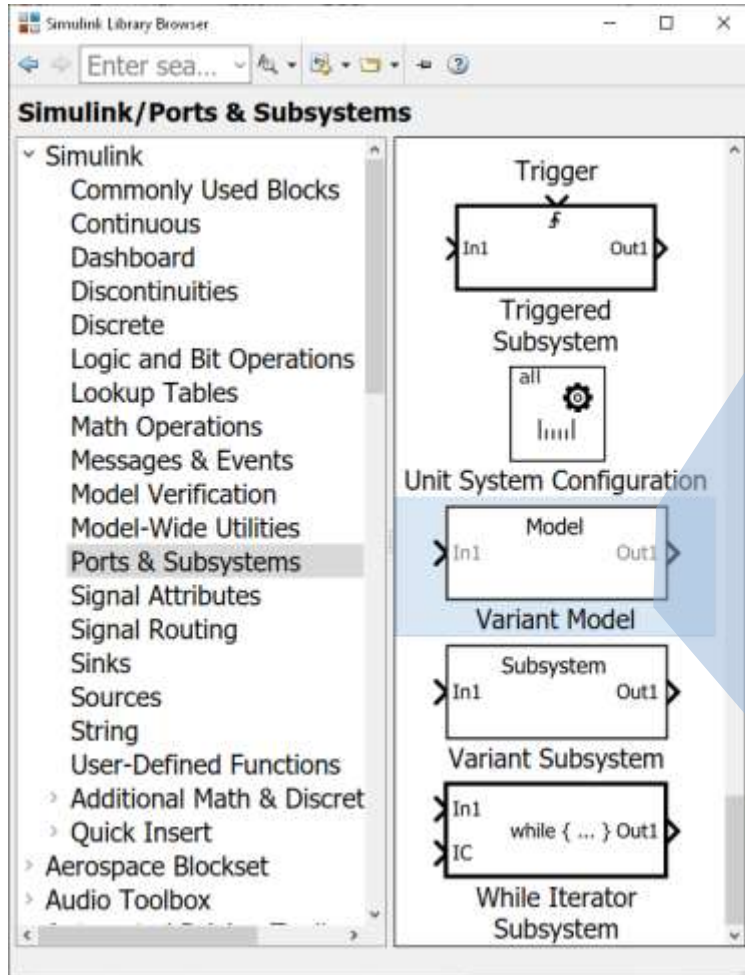 Simulink Library Browser
Enter sea...
Simulink/Ports & Subsystems
Simulink
Commonly Used Blocks
Continuous
Dashboard
Discontinuities
Discrete
Logic and Bit Operations
Lookup Tables
Math Operations
Messages & Events
Model Verification
Model-Wide Utilities
Ports & Subsystems
Signal Attributes
Signal Routing
Sinks
Sources
String
User-Defined Functions
Additional Math & Discret
Quick Insert
Aerospace Blockset
Audio Toolbox
Trigger
In1 Out1
Triggered
Subsystem
all
Unit System Configuration
Model
In1 Out1
Variant Model
Subsystem
In1 Out1
Variant Subsystem
In1
while { ... } Out1
IC
While Iterator
Subsystem